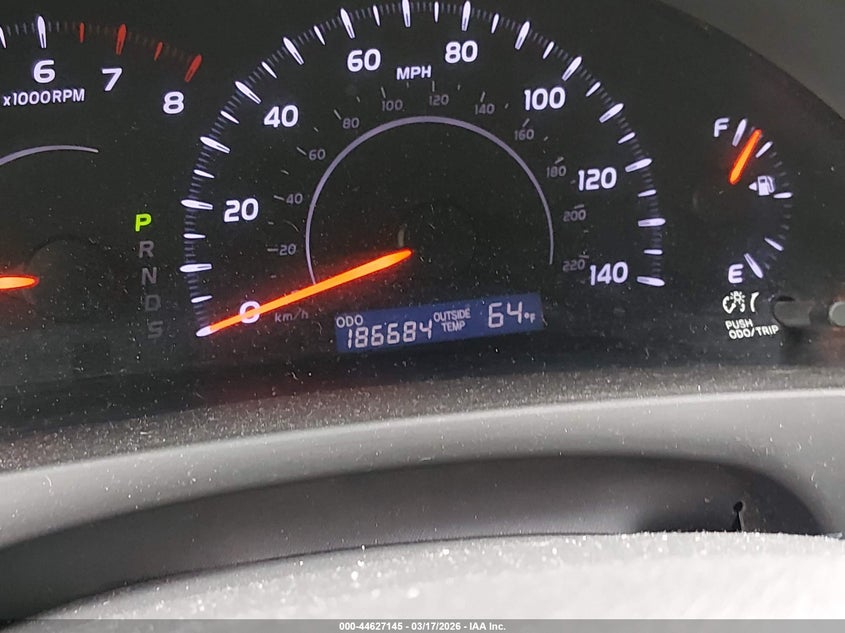 6
7
8
x1000RPM
P
R
N
D
S
0
20
40
60
80
100
120
140
MPH
20
40
60
80
100
120
140
160
180
200
220
km/h
ODO
186684
OUTSIDE
TEMP
64°F
F
E
PUSH
ODO/TRIP
000-44627145 - 03/17/2026 - IAA Inc.